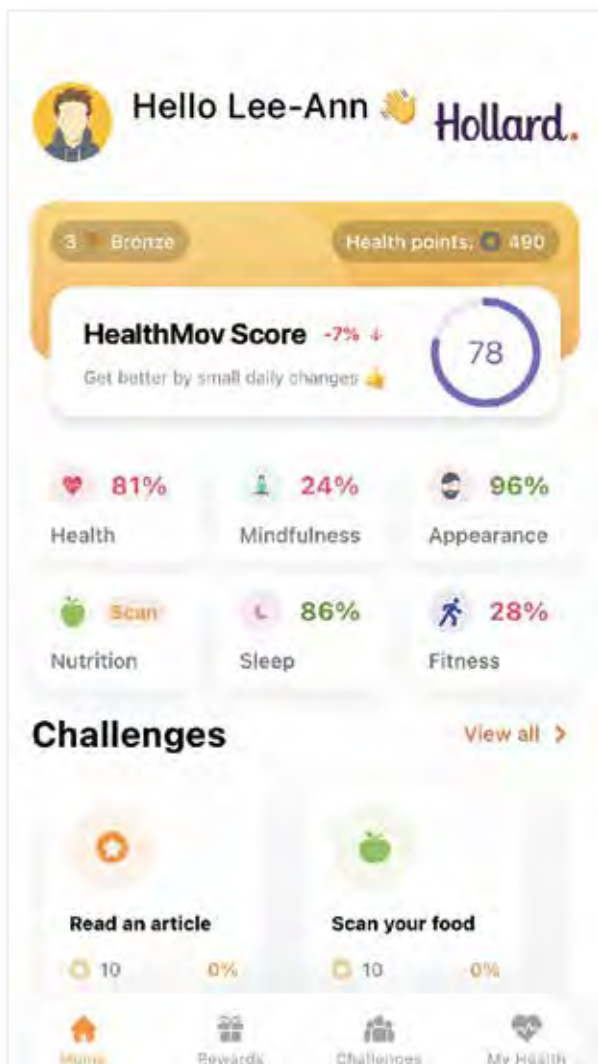 Hello Lee-Ann 👋 Hollard.
3 Bronze Health points: 490
HealthMov Score -7% ↓
78
Get better by small daily changes 👍
81% 24% 96%
Health Mindfulness Appearance
Scan 86% 28%
Nutrition Sleep Fitness
Challenges View all >
Read an article Scan your food
10 0% 10 0%
Home Rewards Challenges My Health